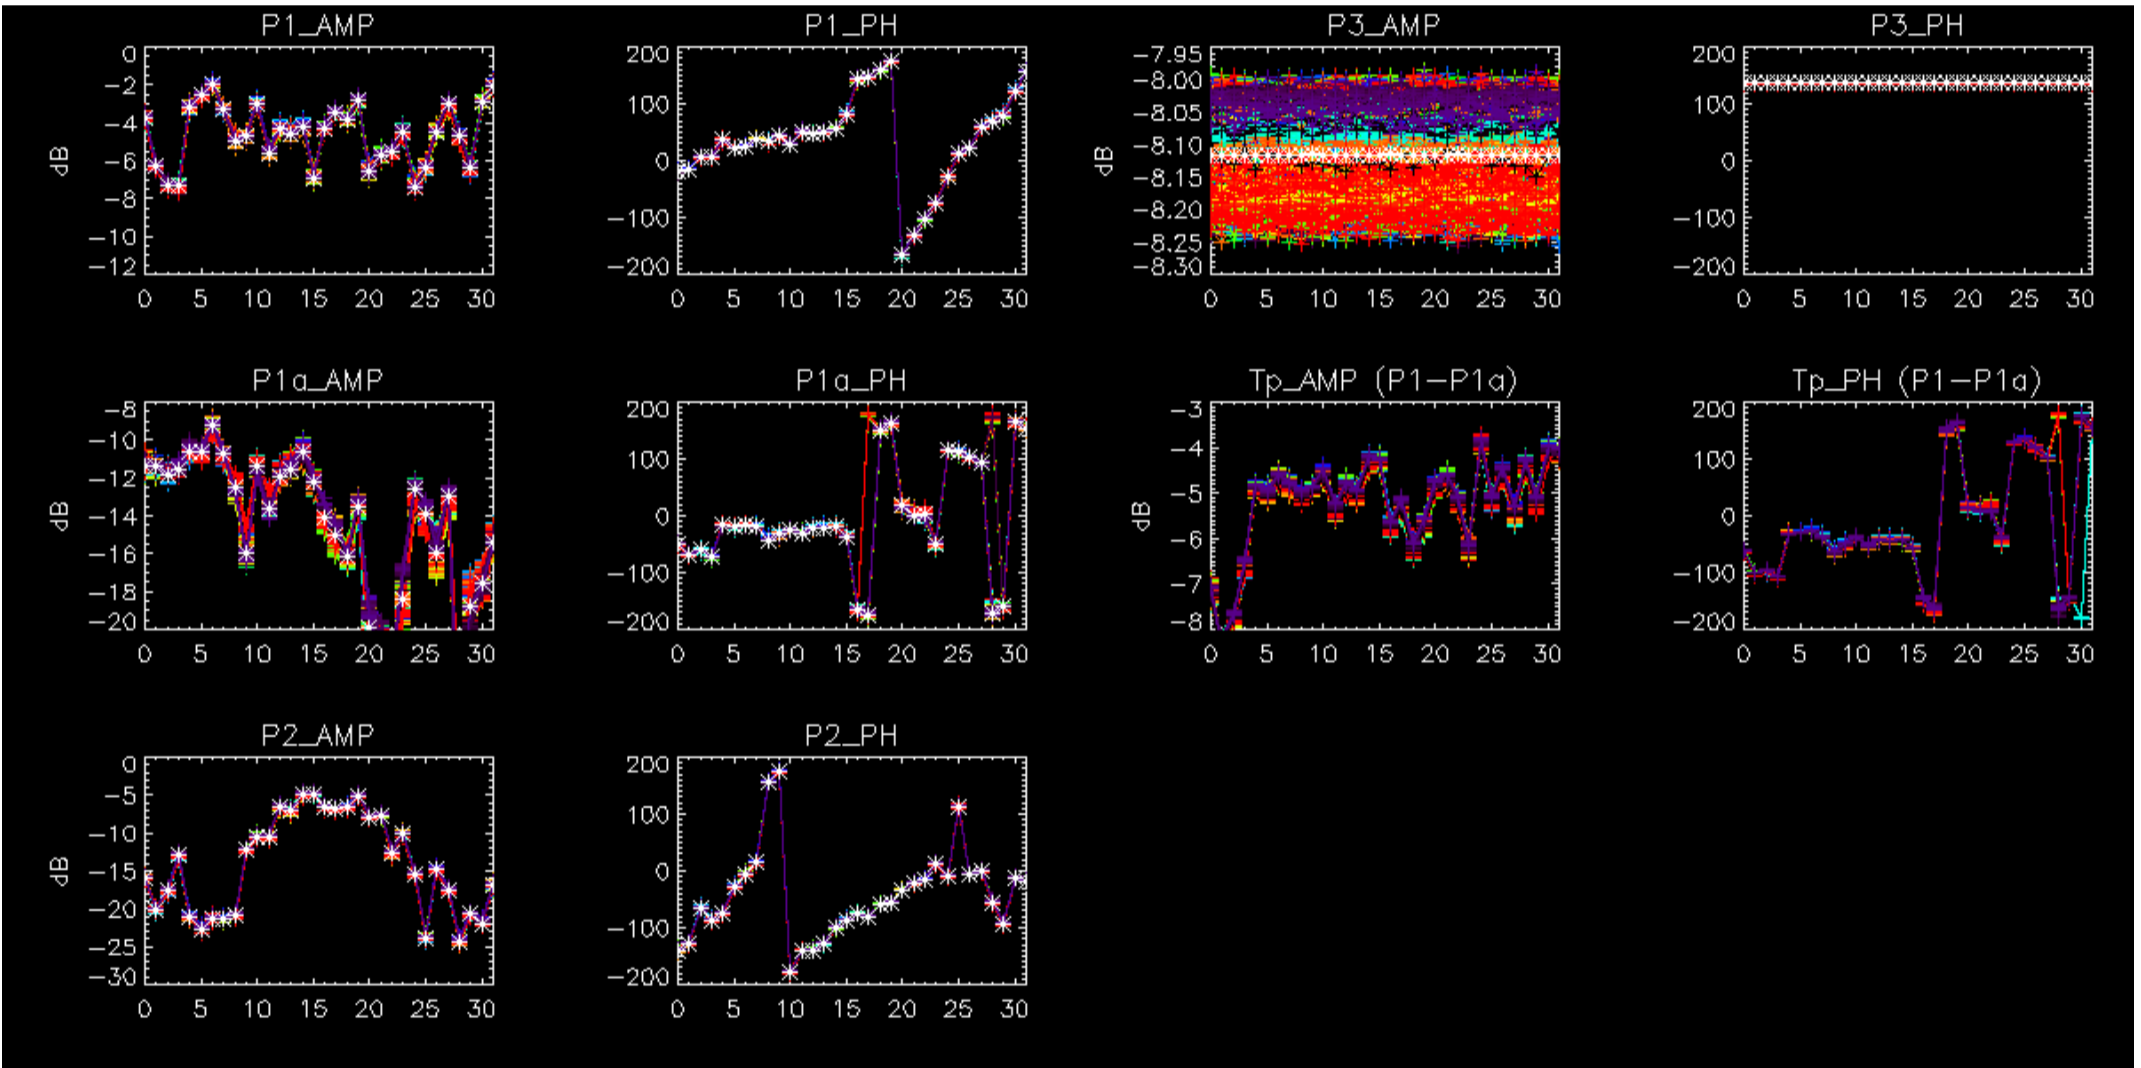 P1_AMP
P1_PH
P3_AMP
P3_PH
0
−2
−4
−6
−8
−10
−12
dB
0 5 10 15 20 25 30
200
100
0
−100
−200
0 5 10 15 20 25 30
−7.95
−8.00
−8.05
−8.10
−8.15
−8.20
−8.25
−8.30
dB
0 5 10 15 20 25 30
200
100
0
−100
−200
0 5 10 15 20 25 30
P1a_AMP
P1a_PH
Tp_AMP (P1−P1a)
Tp_PH (P1−P1a)
−8
−10
−12
−14
−16
−18
−20
dB
0 5 10 15 20 25 30
200
100
0
−100
−200
0 5 10 15 20 25 30
−3
−4
−5
−6
−7
−8
dB
0 5 10 15 20 25 30
200
100
0
−100
−200
0 5 10 15 20 25 30
P2_AMP
P2_PH
0
−5
−10
−15
−20
−25
−30
dB
0 5 10 15 20 25 30
200
100
0
−100
−200
0 5 10 15 20 25 30